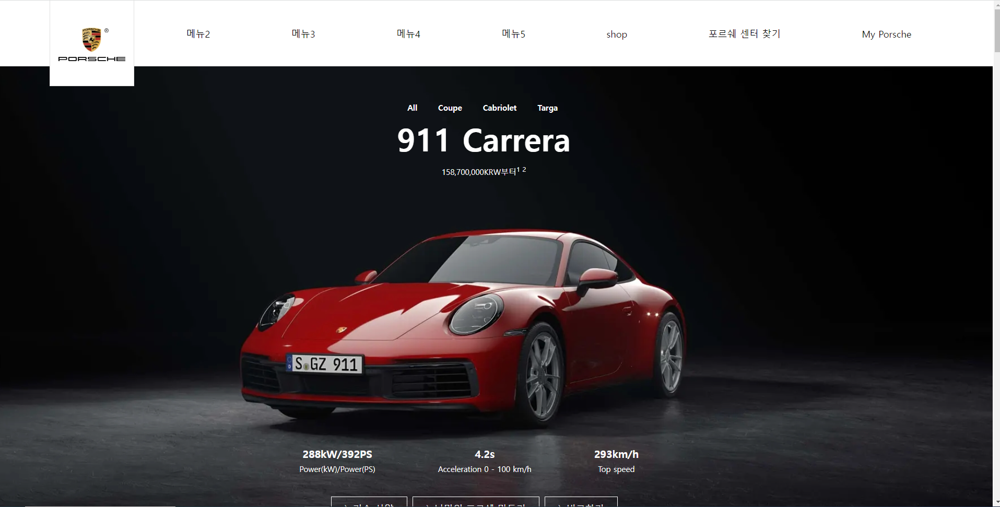 PORSCHE
®
PORSCHE
메뉴2 메뉴3 메뉴4 메뉴5 shop 포르쉐 센터 찾기 My Porsche
All Coupe Cabriolet Targa
911 Carrera
158,700,000KRW부터1 2
S GZ 911
D
288kW/392PS 4.2s 293km/h
Power(kW)/Power(PS) Acceleration 0 - 100 km/h Top speed